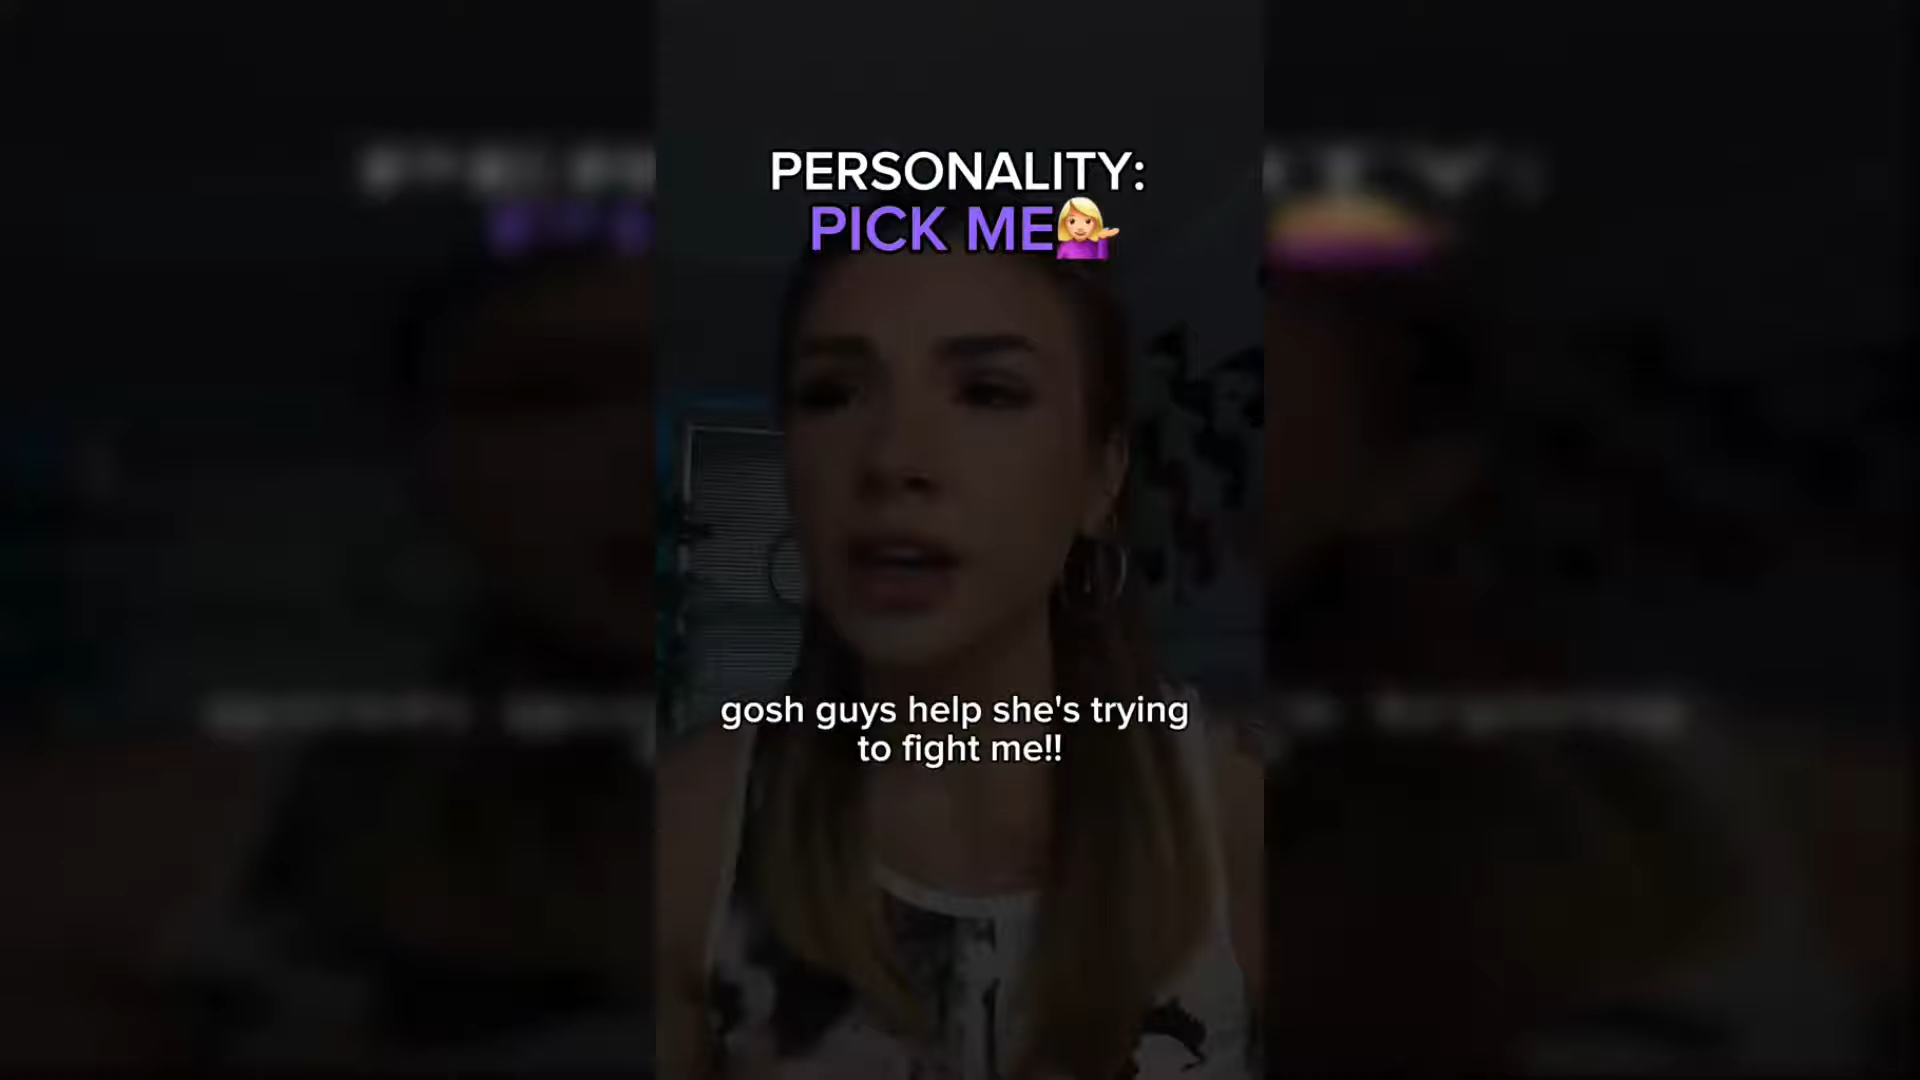 PERSONALITY:
PICK ME💁🏼‍♀️
gosh guys help she's trying
to fight me!!